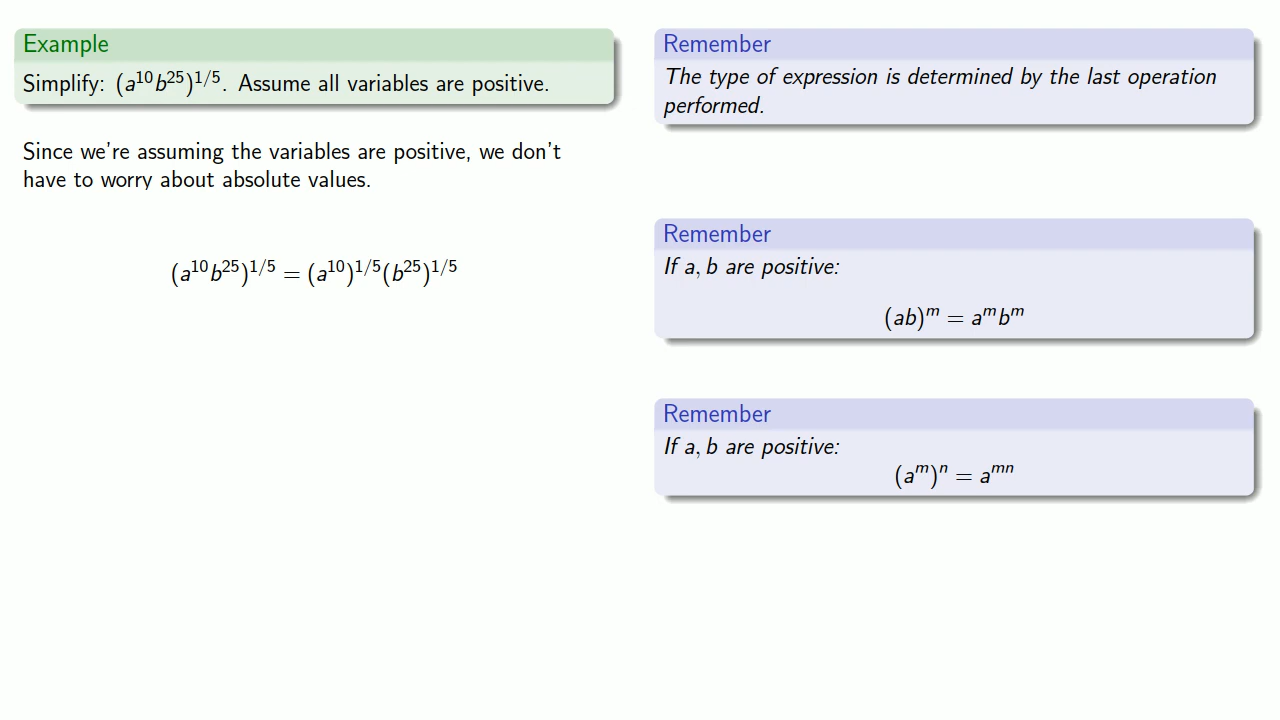 Example
Simplify: (a^10 b^25)^1/5. Assume all variables are positive.
Since we're assuming the variables are positive, we don't
have to worry about absolute values.
(a^10 b^25)^1/5 = (a^10)^1/5 (b^25)^1/5
Remember
The type of expression is determined by the last operation
performed.
Remember
If a, b are positive:
(ab)^m = a^m b^m
Remember
If a, b are positive:
(a^m)^n = a^mn